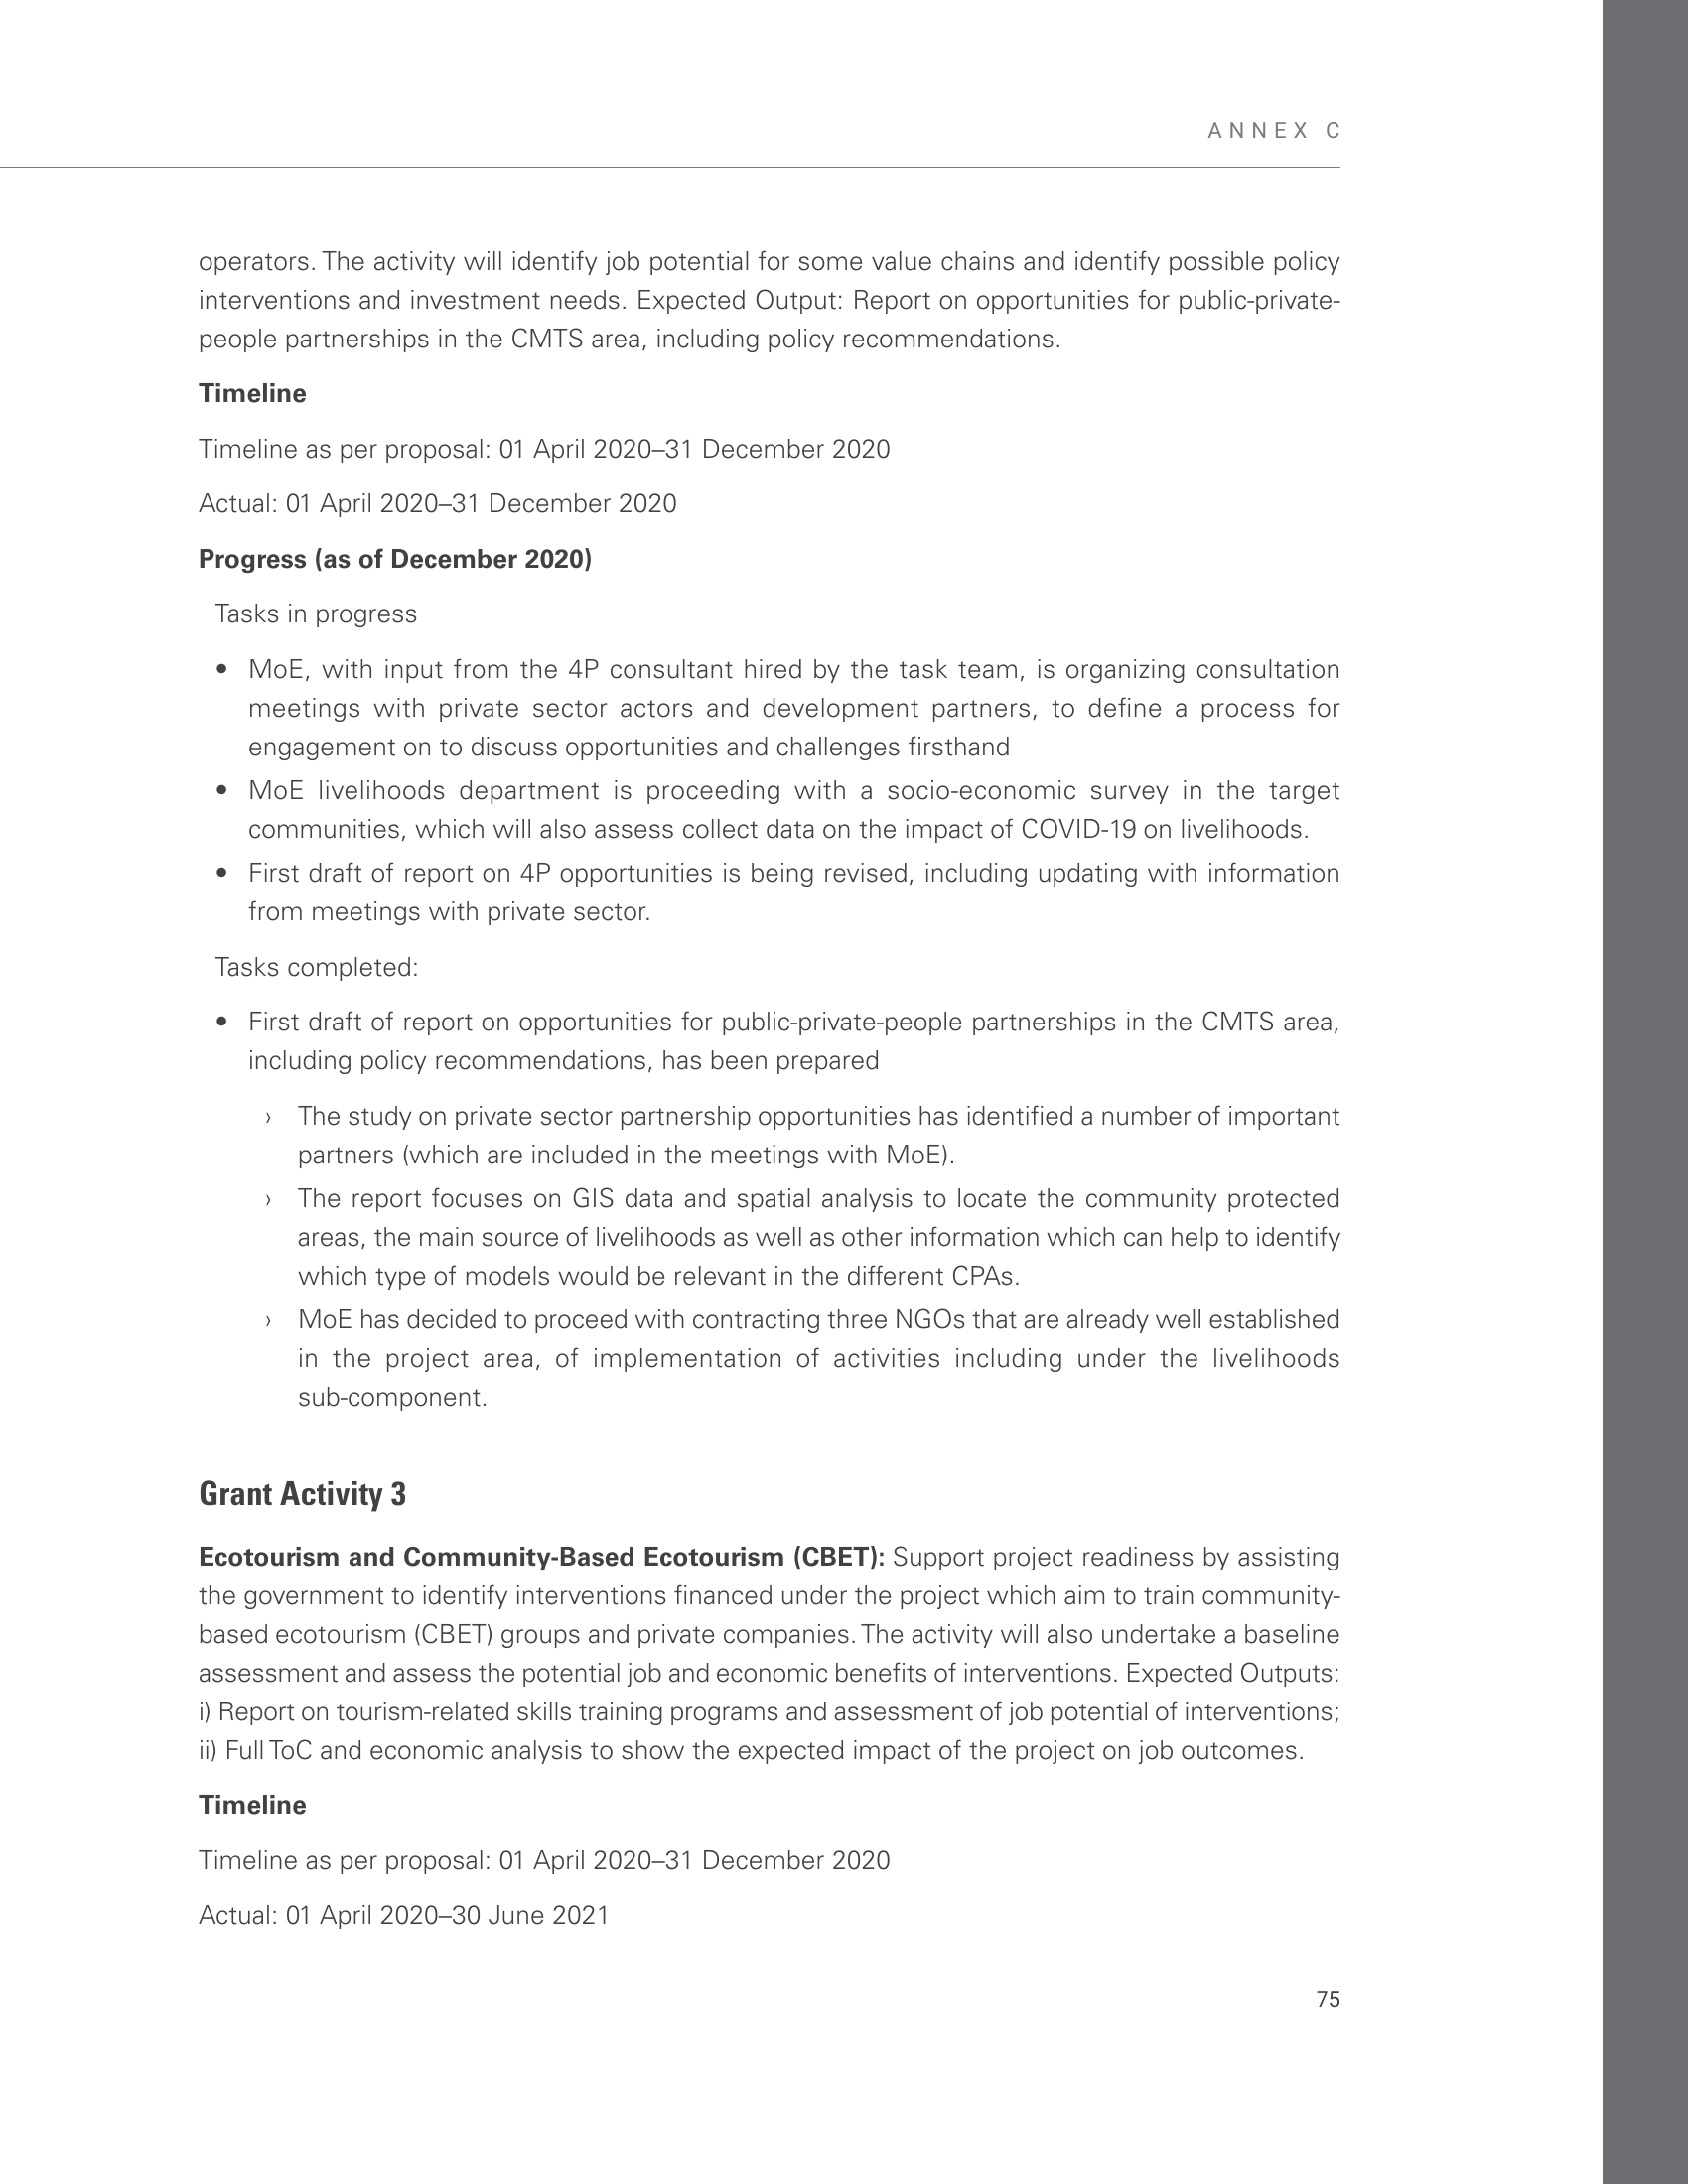 ANNEX C
operators. The activity will identify job potential for some value chains and identify possible policy
interventions and investment needs. Expected Output: Report on opportunities for public-private-
people partnerships in the CMTS area, including policy recommendations.
Timeline
Timeline as per proposal: 01 April 2020–31 December 2020
Actual: 01 April 2020–31 December 2020
Progress (as of December 2020)
Tasks in progress
• MoE, with input from the 4P consultant hired by the task team, is organizing consultation
meetings with private sector actors and development partners, to define a process for
engagement on to discuss opportunities and challenges firsthand
• MoE livelihoods department is proceeding with a socio-economic survey in the target
communities, which will also assess collect data on the impact of COVID-19 on livelihoods.
• First draft of report on 4P opportunities is being revised, including updating with information
from meetings with private sector.
Tasks completed:
• First draft of report on opportunities for public-private-people partnerships in the CMTS area,
including policy recommendations, has been prepared
› The study on private sector partnership opportunities has identified a number of important
partners (which are included in the meetings with MoE).
› The report focuses on GIS data and spatial analysis to locate the community protected
areas, the main source of livelihoods as well as other information which can help to identify
which type of models would be relevant in the different CPAs.
› MoE has decided to proceed with contracting three NGOs that are already well established
in the project area, of implementation of activities including under the livelihoods
sub-component.
Grant Activity 3
Ecotourism and Community-Based Ecotourism (CBET): Support project readiness by assisting
the government to identify interventions financed under the project which aim to train community-
based ecotourism (CBET) groups and private companies. The activity will also undertake a baseline
assessment and assess the potential job and economic benefits of interventions. Expected Outputs:
i) Report on tourism-related skills training programs and assessment of job potential of interventions;
ii) Full ToC and economic analysis to show the expected impact of the project on job outcomes.
Timeline
Timeline as per proposal: 01 April 2020–31 December 2020
Actual: 01 April 2020–30 June 2021
75